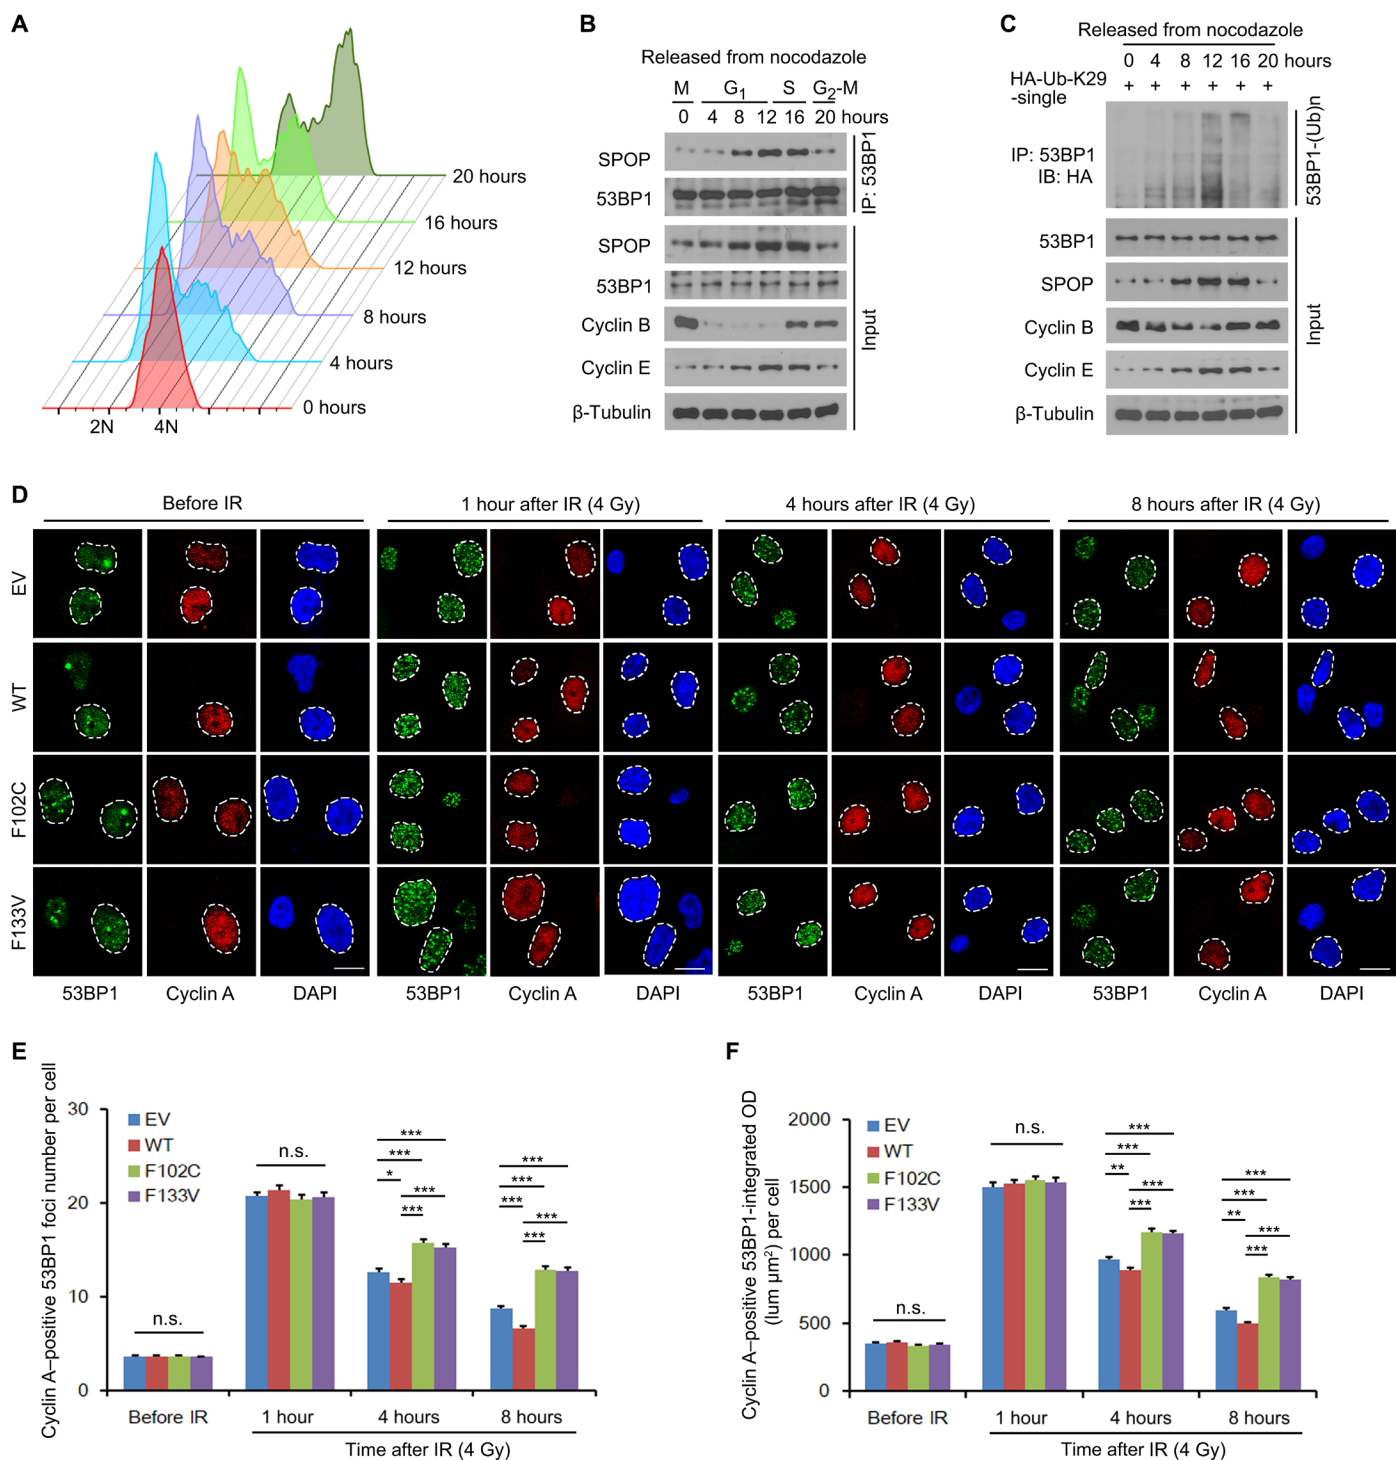 A
20 hours
16 hours
12 hours
8 hours
4 hours
0 hours
2N 4N
B
Released from nocodazole
M G1 S G2-M
0 4 8 12 16 20 hours
SPOP
53BP1
IP: 53BP1
SPOP
53BP1
Cyclin B
Cyclin E
β-Tubulin
Input
C
Released from nocodazole
0 4 8 12 16 20 hours
HA-Ub-K29
-single
+ + + + + +
IP: 53BP1
IB: HA
53BP1-(Ub)n
53BP1
SPOP
Cyclin B
Cyclin E
β-Tubulin
Input
D
Before IR 1 hour after IR (4 Gy) 4 hours after IR (4 Gy) 8 hours after IR (4 Gy)
EV
WT
F102C
F133V
53BP1 Cyclin A DAPI 53BP1 Cyclin A DAPI 53BP1 Cyclin A DAPI 53BP1 Cyclin A DAPI
E
Cyclin A–positive 53BP1 foci number per cell
30
20
10
0
EV
WT
F102C
F133V
n.s.
n.s.
***
***
*
***
***
***
***
***
***
***
Before IR 1 hour 4 hours 8 hours
Time after IR (4 Gy)
F
Cyclin A–positive 53BP1-integrated OD
(lum μm²) per cell
2000
1500
1000
500
0
EV
WT
F102C
F133V
n.s.
n.s.
***
***
**
***
***
***
***
**
***
***
Before IR 1 hour 4 hours 8 hours
Time after IR (4 Gy)